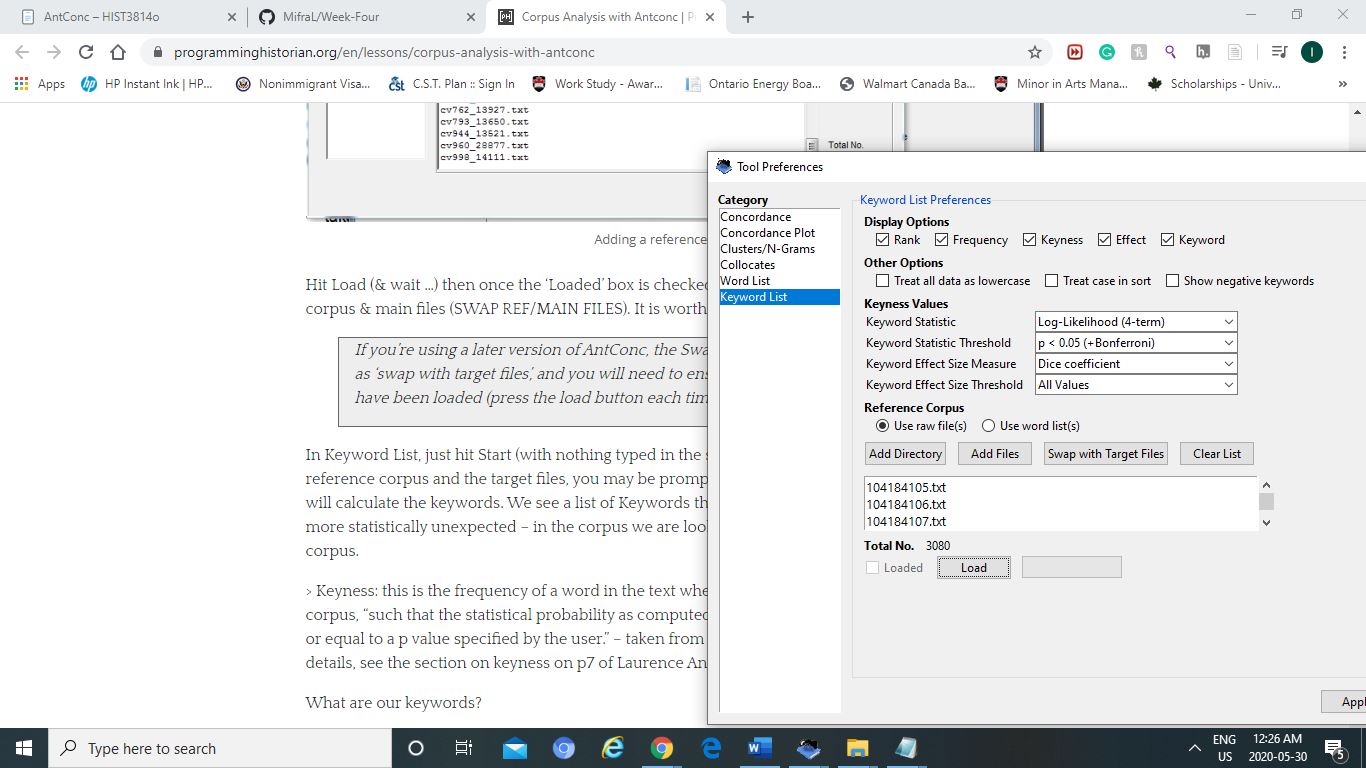 AntConc – HIST3814o
MifraL/Week-Four
Corpus Analysis with Antconc | P
programminghistorian.org/en/lessons/corpus-analysis-with-antconc
Apps
HP Instant Ink | HP...
Nonimmigrant Visa...
C.S.T. Plan :: Sign In
Work Study - Awar...
Ontario Energy Boa...
Walmart Canada Ba...
Minor in Arts Mana...
Scholarships - Univ...
cv762_13927.txt
cv793_13650.txt
cv944_13521.txt
cv960_28877.txt
cv998_14111.txt
Total No.
Adding a reference
Hit Load (& wait ...) then once the ‘Loaded’ box is checked
corpus & main files (SWAP REF/MAIN FILES). It is worth
If you’re using a later version of AntConc, the Swa
as ‘swap with target files’, and you will need to ens
have been loaded (press the load button each tim
In Keyword List, just hit Start (with nothing typed in the s
reference corpus and the target files, you may be promp
will calculate the keywords. We see a list of Keywords th
more statistically unexpected – in the corpus we are loo
corpus.
> Keyness: this is the frequency of a word in the text whe
corpus, “such that the statistical probability as computed
or equal to a p value specified by the user.” – taken from
details, see the section on keyness on p7 of Laurence An
What are our keywords?
Tool Preferences
Category
Concordance
Concordance Plot
Clusters/N-Grams
Collocates
Word List
Keyword List
Keyword List Preferences
Display Options
Rank Frequency Keyness Effect Keyword
Other Options
Treat all data as lowercase Treat case in sort Show negative keywords
Keyness Values
Keyword Statistic Log-Likelihood (4-term)
Keyword Statistic Threshold p < 0.05 (+Bonferroni)
Keyword Effect Size Measure Dice coefficient
Keyword Effect Size Threshold All Values
Reference Corpus
Use raw file(s) Use word list(s)
Add Directory Add Files Swap with Target Files Clear List
104184105.txt
104184106.txt
104184107.txt
Total No. 3080
Loaded Load
Appl
Type here to search
ENG
US
12:26 AM
2020-05-30
5